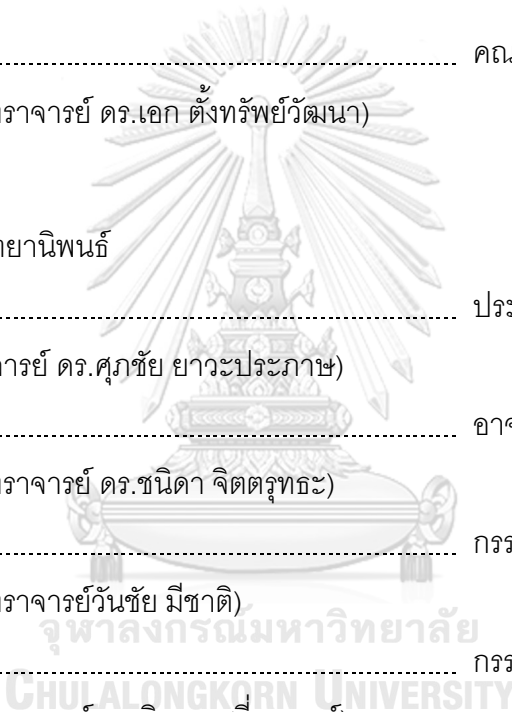 คณ
ราจารย์ ดร.เอก ตั้งทรัพย์วัฒนา)
ทยานิพนธ์
ประ
ารย์ ดร.ศุภชัย ยาวะประภาษ)
อาจ
ราจารย์ ดร.ชนิดา จิตตรุทธะ)
กรร
ราจารย์วันชัย มีชาติ)
จุฬาลงกรณ์มหาวิทยาลัย
กรร
CHULALONGKORN UNIVERSITY